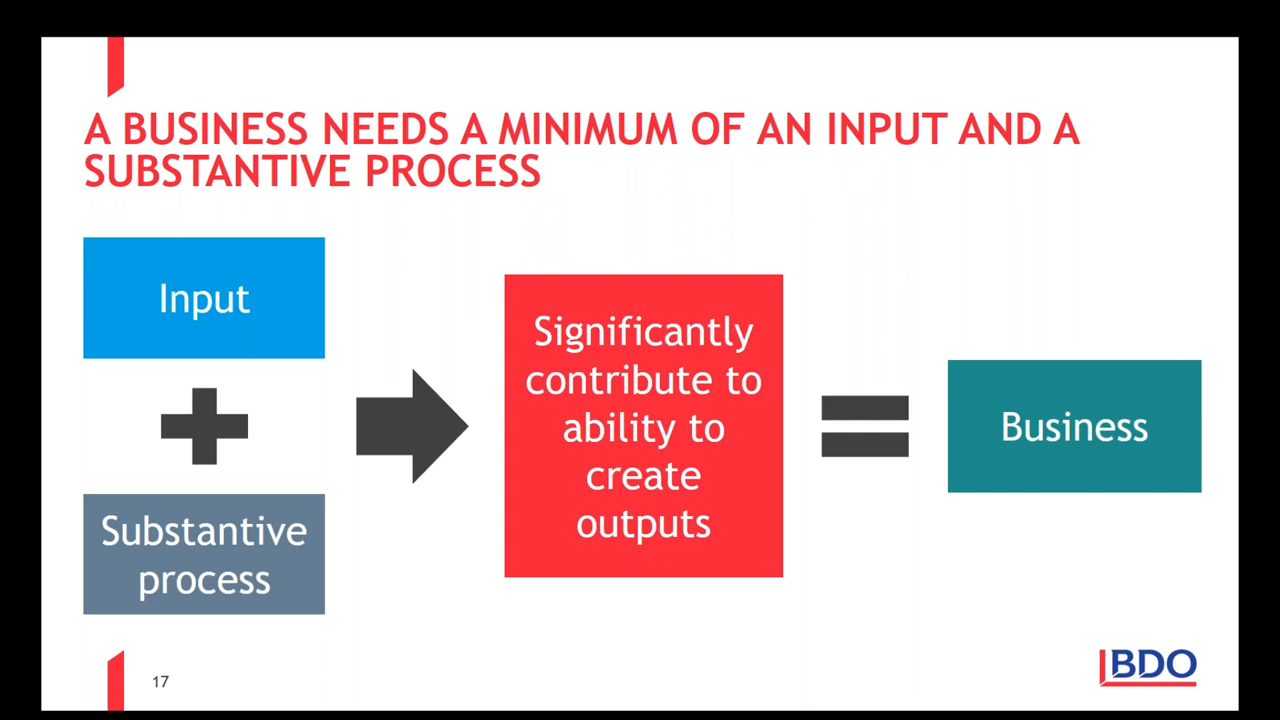 A BUSINESS NEEDS A MINIMUM OF AN INPUT AND A
SUBSTANTIVE PROCESS
Input
Substantive
process
Significantly
contribute to
ability to
create
outputs
Business
17
BDO